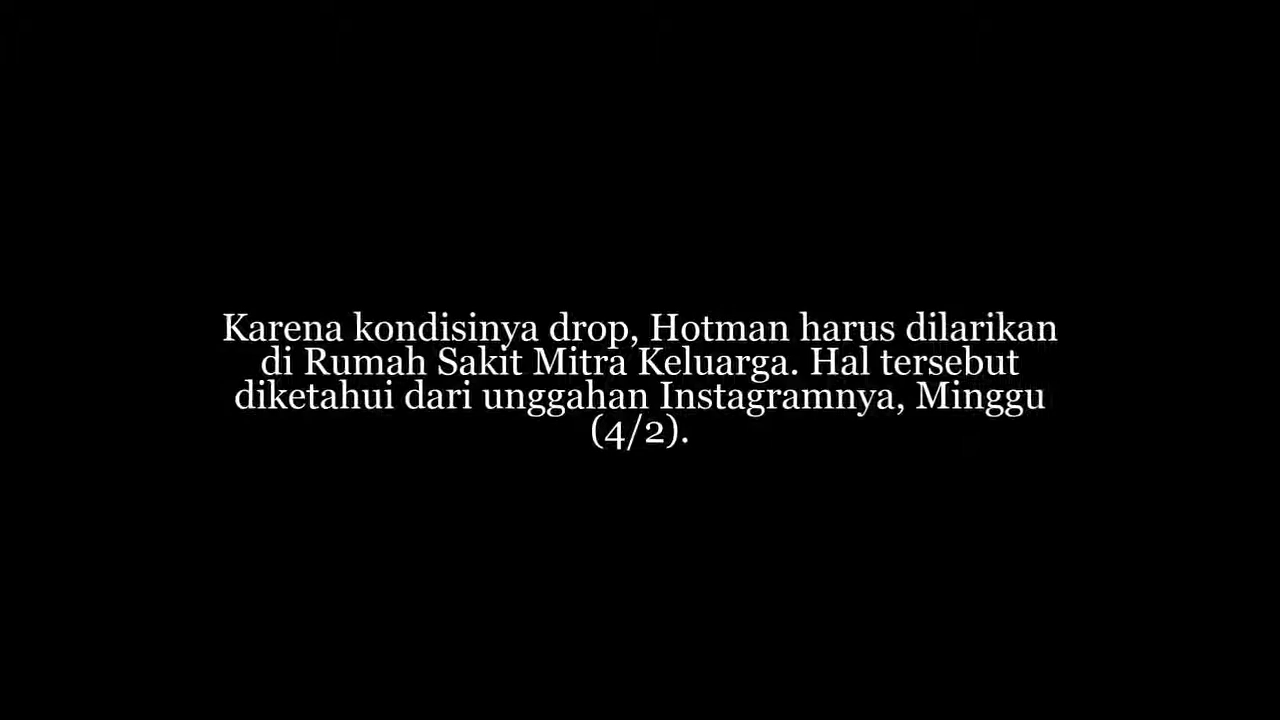 Karena kondisinya drop, Hotman harus dilarikan
di Rumah Sakit Mitra Keluarga. Hal tersebut
diketahui dari unggahan Instagramnya, Minggu
(4/2).